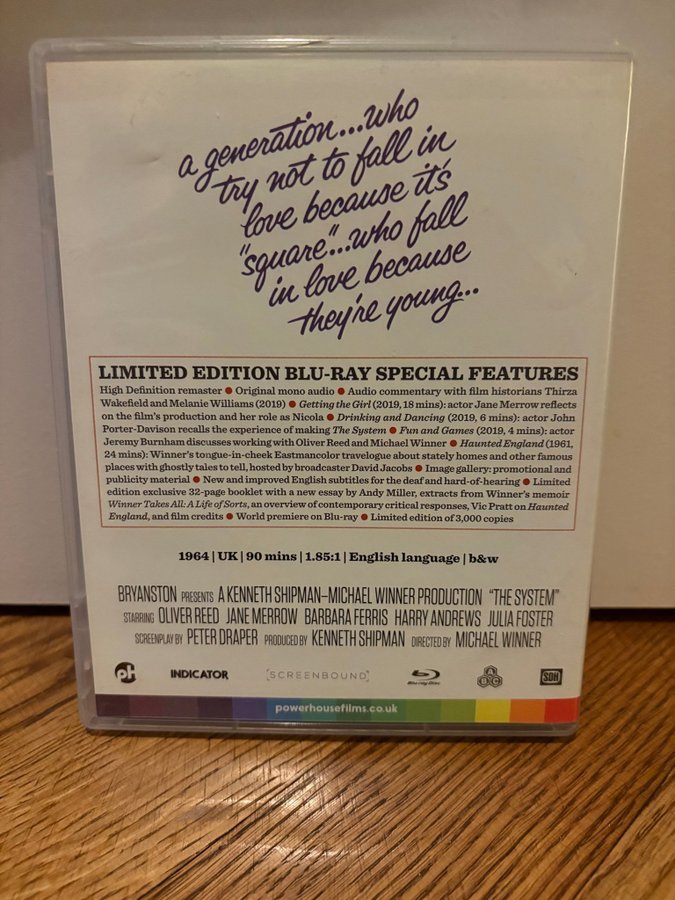 a generation...who
try not to fall in
love because it's
"square"...who fall
in love because
they're young...
LIMITED EDITION BLU-RAY SPECIAL FEATURES
High Definition remaster ● Original mono audio ● Audio commentary with film historians Thirza
Wakefield and Melanie Williams (2019) ● Getting the Girl (2019, 18 mins): actor Jane Merrow reflects
on the film's production and her role as Nicola ● Drinking and Dancing (2019, 6 mins): actor John
Porter-Davison recalls the experience of making The System ● Fun and Games (2019, 4 mins): actor
Jeremy Burnham discusses working with Oliver Reed and Michael Winner ● Haunted England (1961,
24 mins): Winner's tongue-in-cheek Eastmancolor travelogue about stately homes and other famous
places with ghostly tales to tell, hosted by broadcaster David Jacobs ● Image gallery: promotional and
publicity material ● New and improved English subtitles for the deaf and hard-of-hearing ● Limited
edition exclusive 32-page booklet with a new essay by Andy Miller, extracts from Winner's memoir
Winner Takes All: A Life of Sorts, an overview of contemporary critical responses, Vic Pratt on Haunted
England, and film credits ● World premiere on Blu-ray ● Limited edition of 3,000 copies
1964 | UK | 90 mins | 1.85:1 | English language | b&w
BRYANSTON PRESENTS A KENNETH SHIPMAN–MICHAEL WINNER PRODUCTION "THE SYSTEM"
STARRING OLIVER REED JANE MERROW BARBARA FERRIS HARRY ANDREWS JULIA FOSTER
SCREENPLAY BY PETER DRAPER PRODUCED BY KENNETH SHIPMAN DIRECTED BY MICHAEL WINNER
pH INDICATOR [SCREENBOUND] Blu-ray Disc ABC SDH
powerhousefilms.co.uk